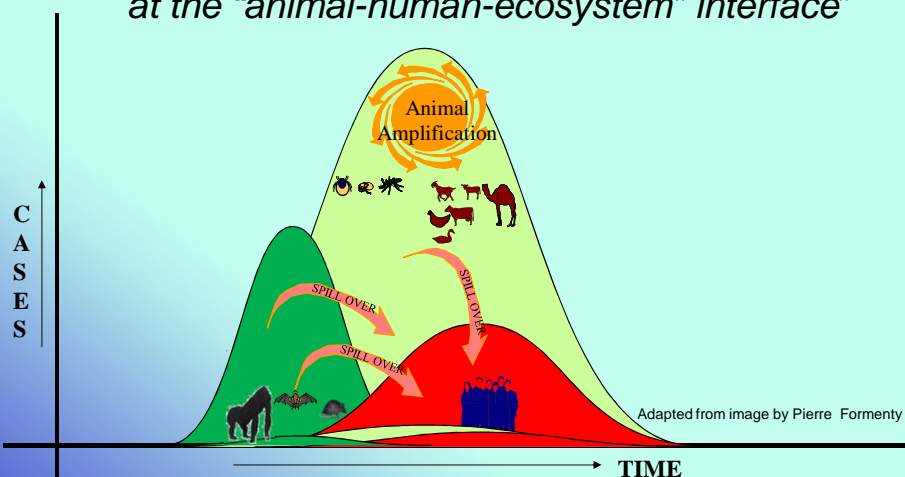 at the “animal-human-ecosystem” interface’
Animal
Amplification
C
A
S
E
S
SPILL OVER
SPILL OVER
SPILL OVER
Adapted from image by Pierre Formenty
TIME